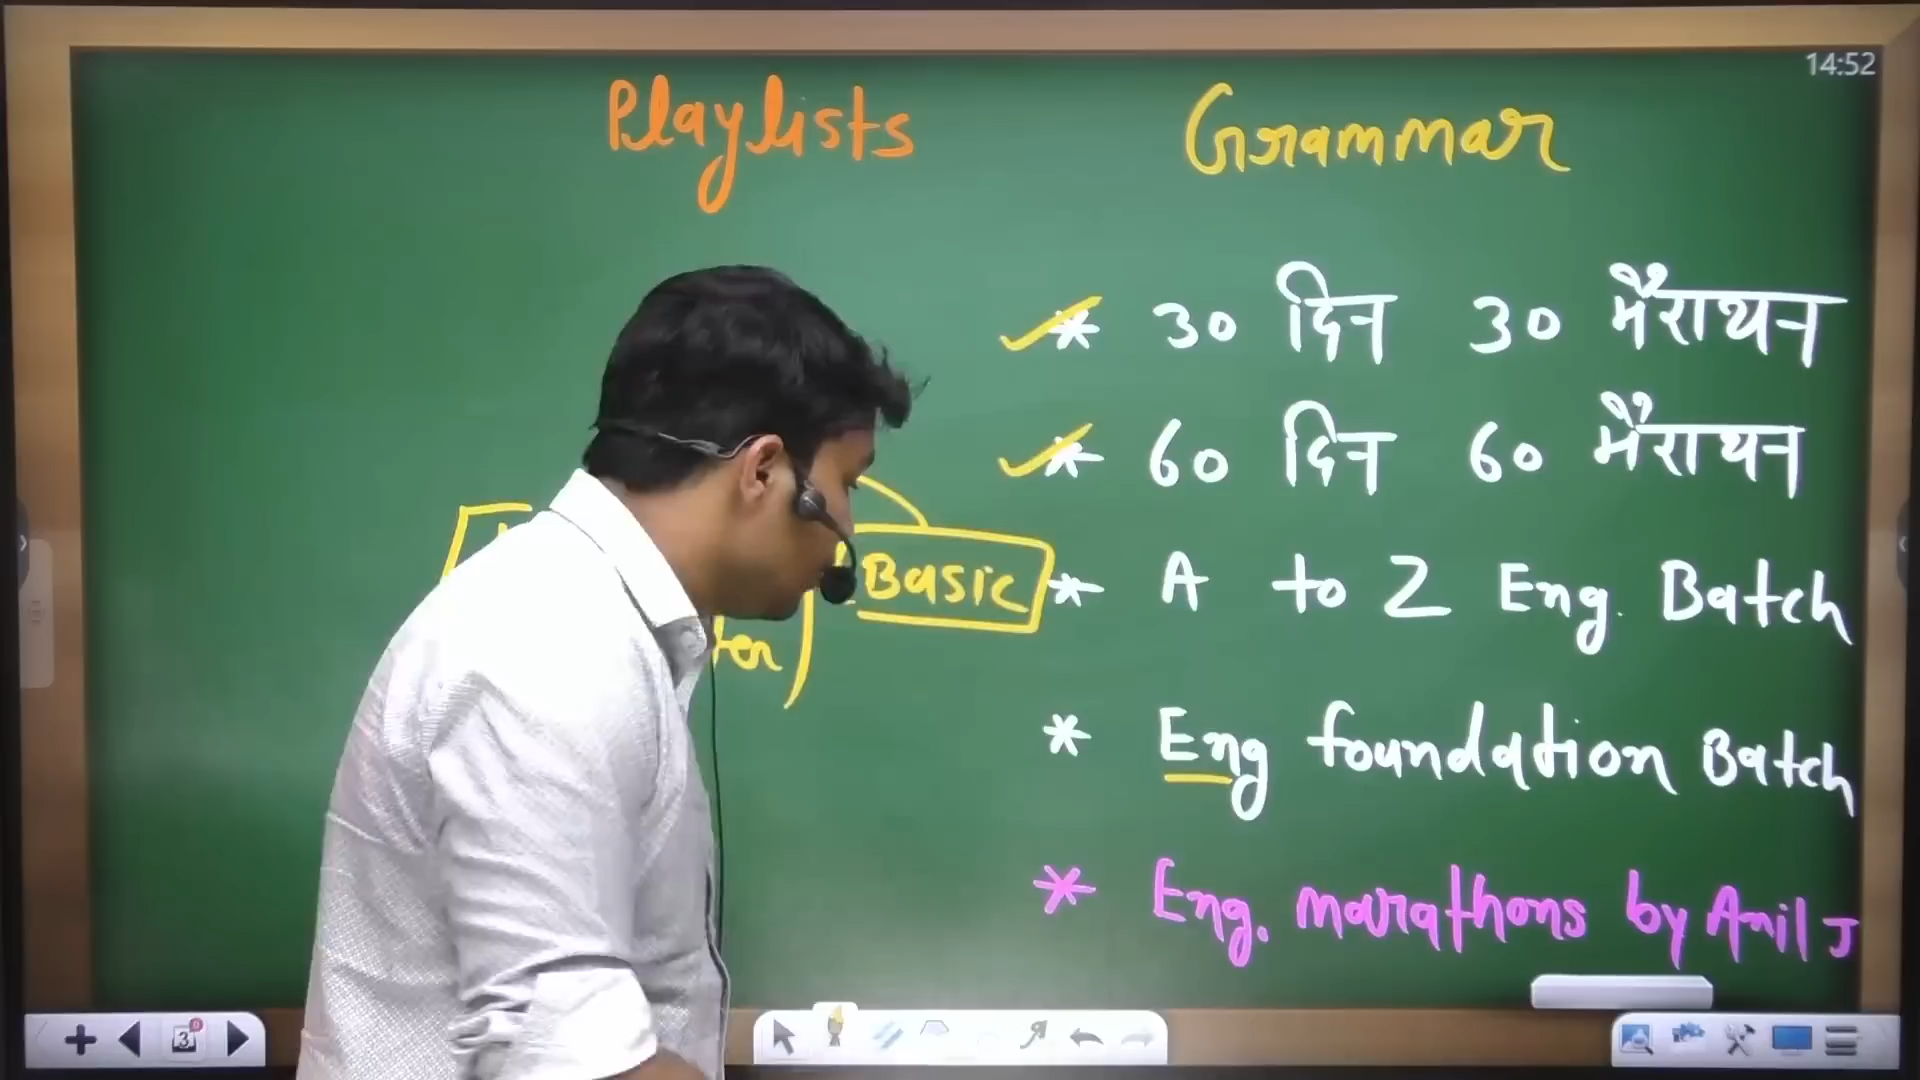 14:52
Playlists
Grammar
* 30 दिन 30 मैराथन
* 60 दिन 60 मैराथन
Basic
* A to Z Eng. Batch
* Eng foundation Batch
* Eng. marathons by Anil J
3